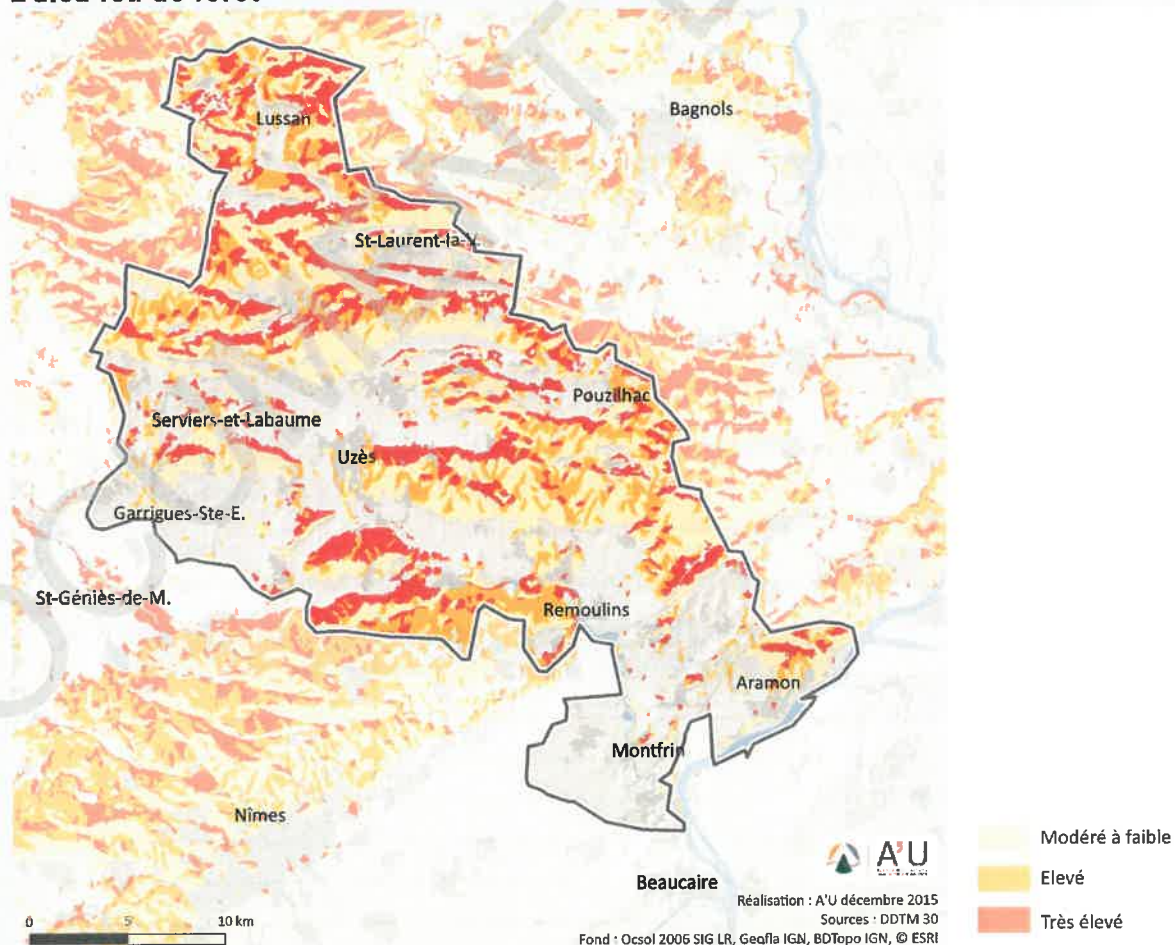 Bagnols
Lussan
St-Laurent-la-V.
Pouzilhac
Serviers-et-Labaume
Uzès
Garrigues-Ste-E.
St-Géniès-de-M.
Remoulins
Aramon
Montfrin
Nîmes
Beaucaire
A'U
Réalisation : A'U décembre 2015
Sources : DDTM 30
Fond : Ocsol 2006 SIG LR, Geofla IGN, BDTopo IGN, © ESRI
0 5 10 km
Modéré à faible
Elevé
Très élevé